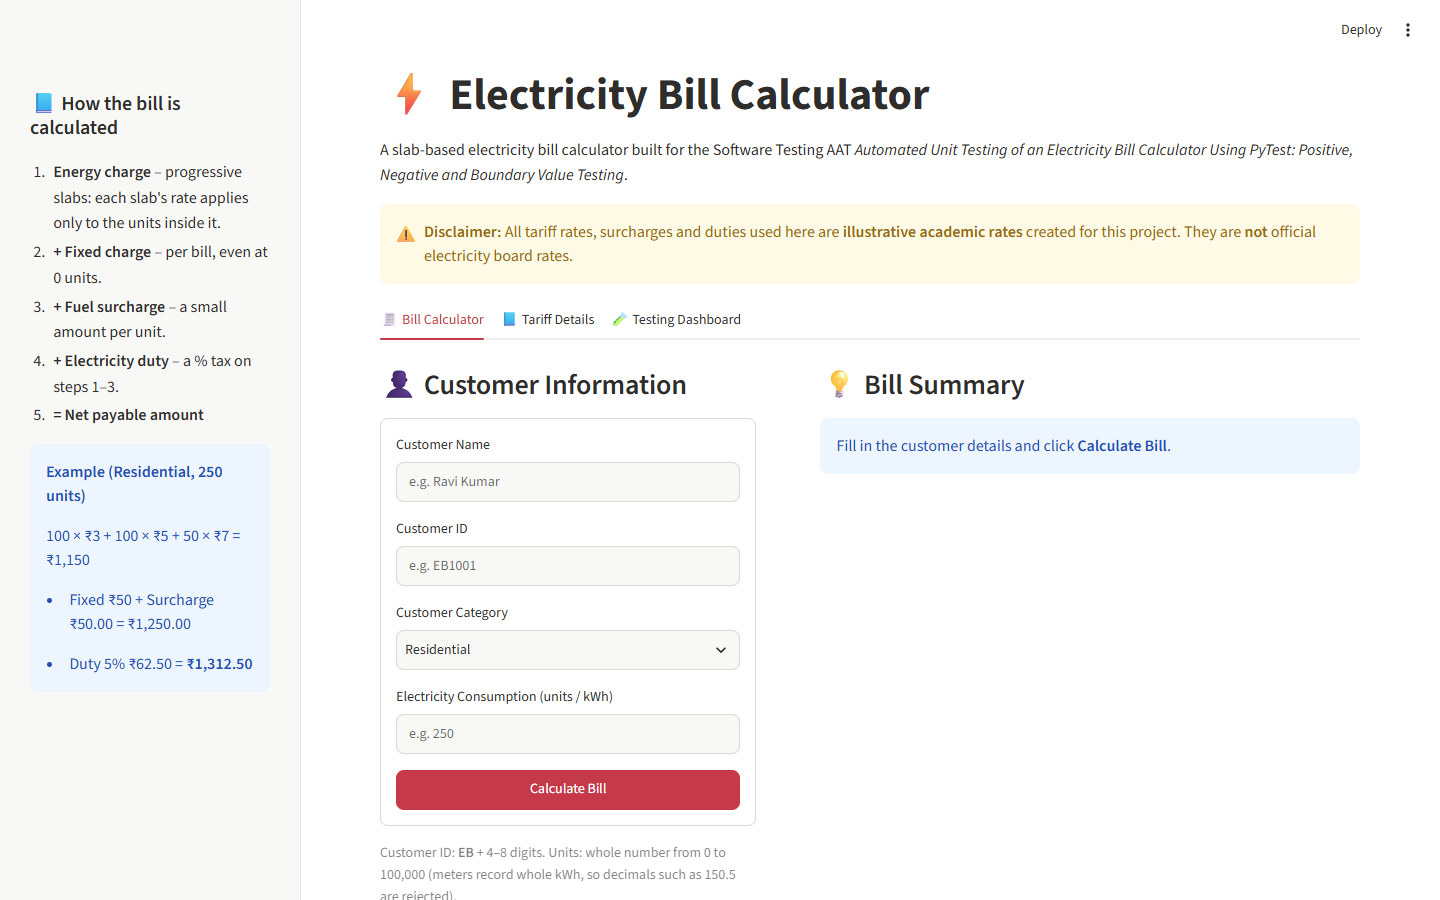 Deploy
📘 How the bill is
calculated
1. Energy charge – progressive
slabs: each slab's rate applies
only to the units inside it.
2. + Fixed charge – per bill, even at
0 units.
3. + Fuel surcharge – a small
amount per unit.
4. + Electricity duty – a % tax on
steps 1–3.
5. = Net payable amount
Example (Residential, 250
units)
100 × ₹3 + 100 × ₹5 + 50 × ₹7 =
₹1,150
• Fixed ₹50 + Surcharge
₹50.00 = ₹1,250.00
• Duty 5% ₹62.50 = ₹1,312.50
⚡ Electricity Bill Calculator
A slab-based electricity bill calculator built for the Software Testing AAT Automated Unit Testing of an Electricity Bill Calculator Using PyTest: Positive,
Negative and Boundary Value Testing.
⚠️ Disclaimer: All tariff rates, surcharges and duties used here are illustrative academic rates created for this project. They are not official
electricity board rates.
🧾 Bill Calculator 📘 Tariff Details 🧪 Testing Dashboard
👤 Customer Information
Customer Name
e.g. Ravi Kumar
Customer ID
e.g. EB1001
Customer Category
Residential
Electricity Consumption (units / kWh)
e.g. 250
Calculate Bill
Customer ID: EB + 4–8 digits. Units: whole number from 0 to
100,000 (meters record whole kWh, so decimals such as 150.5
are rejected).
💡 Bill Summary
Fill in the customer details and click Calculate Bill.